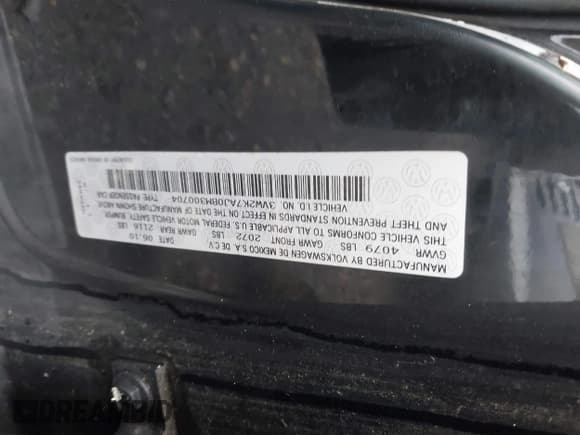 MANUFACTURED BY VOLKSWAGEN DE MEXICO S.A. DE C.V. DATE 06.10
GVWR 4079 LBS GAWR FRONT 2072 LBS GAWR REAR 2116 LBS
THIS VEHICLE CONFORMS TO ALL APPLICABLE U.S. FEDERAL MOTOR VEHICLE SAFETY, BUMPER,
AND THEFT PREVENTION STANDARDS IN EFFECT ON THE DATE OF MANUFACTURE SHOWN ABOVE
VEHICLE I.D. NO. TYPE PASSENGER CAR
DREAMBID